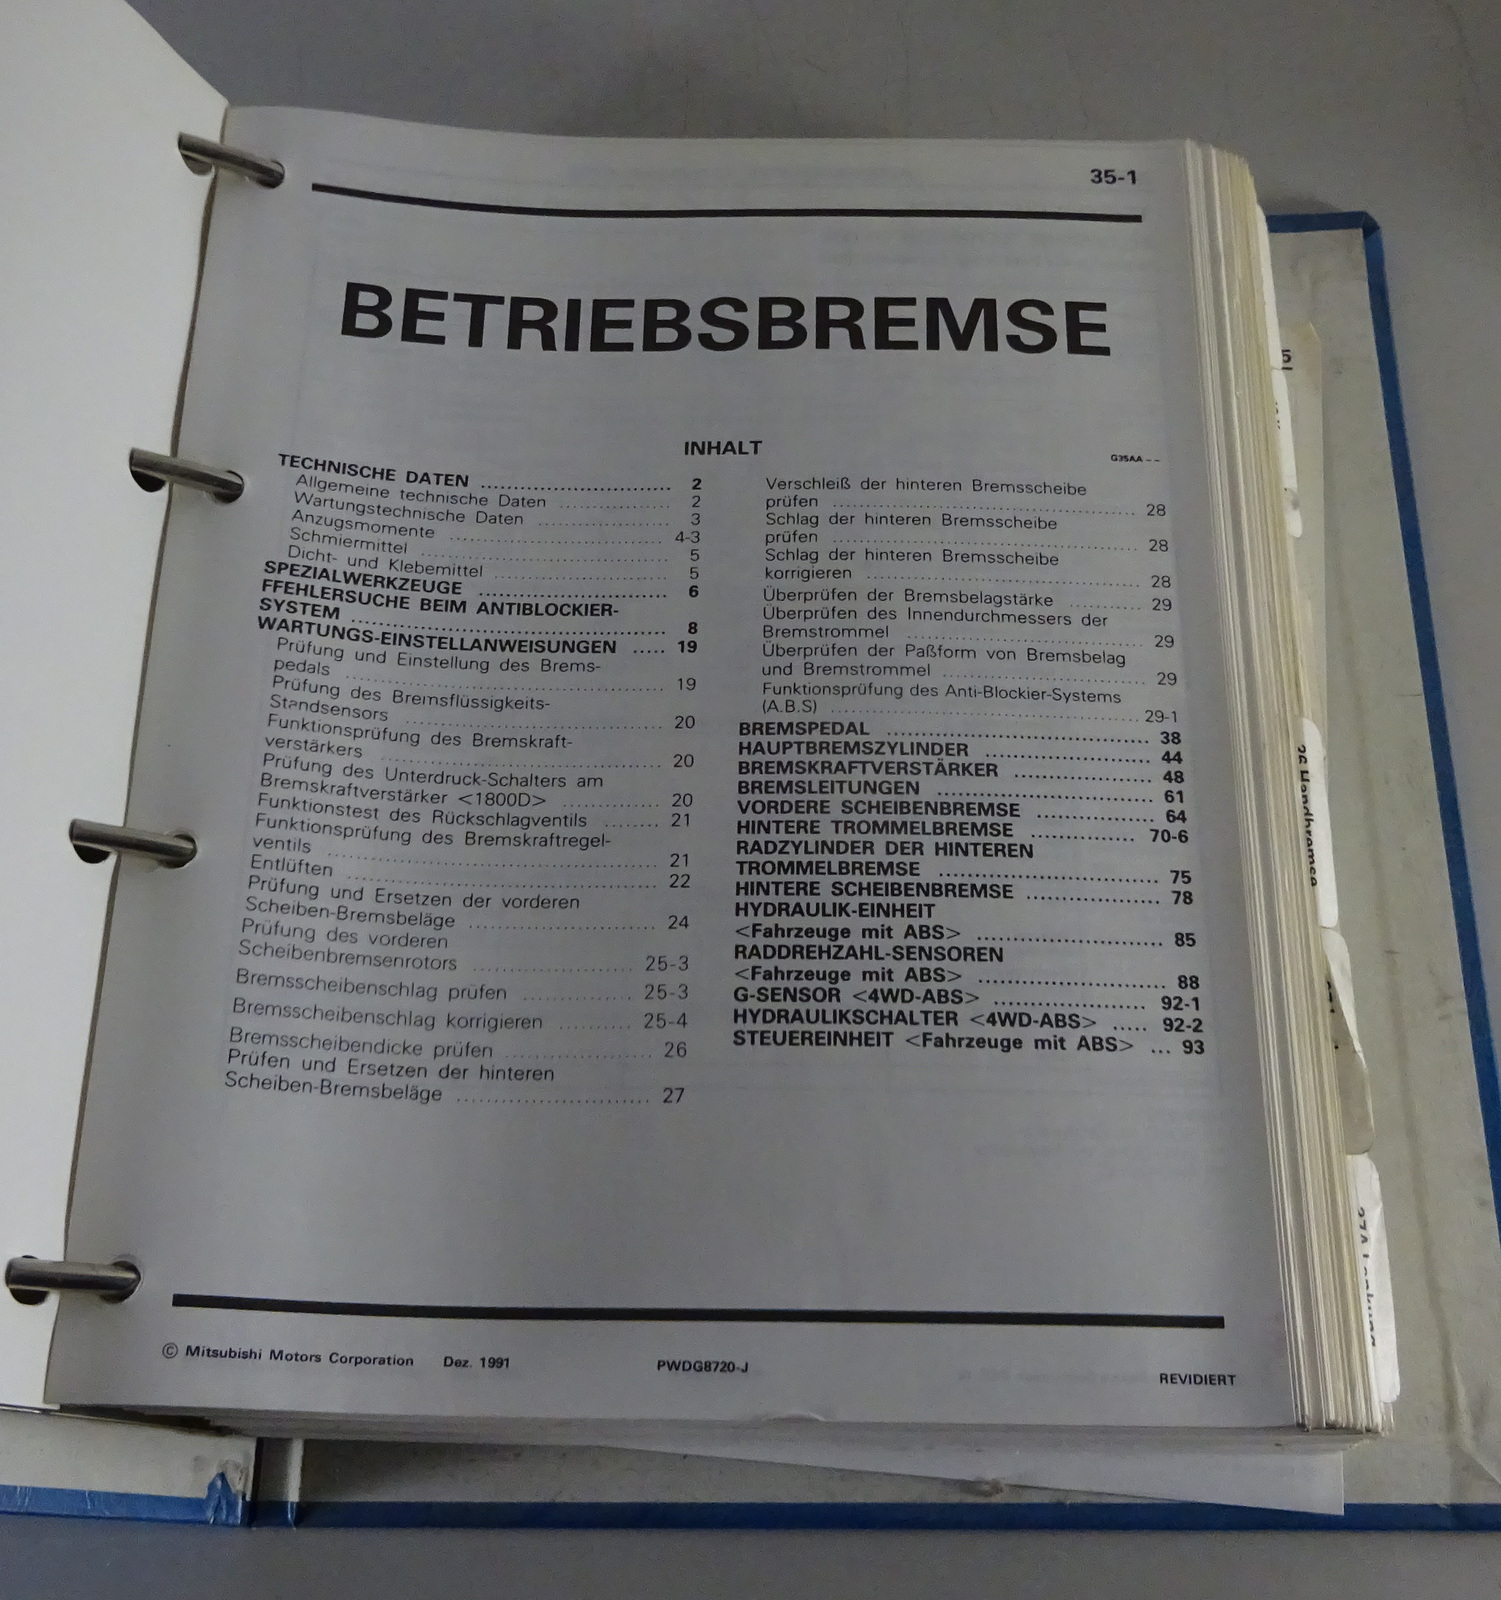 35-1
BETRIEBSBREMSE
INHALT
G35AA – –
TECHNISCHE DATEN ..... 2
Allgemeine technische Daten ..... 2
Wartungstechnische Daten ..... 3
Anzugsmomente ..... 4-3
Schmiermittel ..... 5
Dicht- und Klebemittel ..... 5
SPEZIALWERKZEUGE ..... 6
FFEHLERSUCHE BEIM ANTIBLOCKIER-
SYSTEM ..... 8
WARTUNGS-EINSTELLANWEISUNGEN ..... 19
Prüfung und Einstellung des Brems-
pedals ..... 19
Prüfung des Bremsflüssigkeits-
Standsensors ..... 20
Funktionsprüfung des Bremskraft-
verstärkers ..... 20
Prüfung des Unterdruck-Schalters am
Bremskraftverstärker <1800D> ..... 20
Funktionstest des Rückschlagventils ..... 21
Funktionsprüfung des Bremskraftregel-
ventils ..... 21
Entlüften ..... 22
Prüfung und Ersetzen der vorderen
Scheiben-Bremsbeläge ..... 24
Prüfung des vorderen
Scheibenbremsenrotors ..... 25-3
Bremsscheibenschlag prüfen ..... 25-3
Bremsscheibenschlag korrigieren ..... 25-4
Bremsscheibendicke prüfen ..... 26
Prüfen und Ersetzen der hinteren
Scheiben-Bremsbeläge ..... 27
Verschleiß der hinteren Bremsscheibe
prüfen ..... 28
Schlag der hinteren Bremsscheibe
prüfen ..... 28
Schlag der hinteren Bremsscheibe
korrigieren ..... 28
Überprüfen der Bremsbelagstärke ..... 29
Überprüfen des Innendurchmessers der
Bremstrommel ..... 29
Überprüfen der Paßform von Bremsbelag
und Bremstrommel ..... 29
Funktionsprüfung des Anti-Blockier-Systems
(A.B.S) ..... 29-1
BREMSPEDAL ..... 38
HAUPTBREMSZYLINDER ..... 44
BREMSKRAFTVERSTÄRKER ..... 48
BREMSLEITUNGEN ..... 61
VORDERE SCHEIBENBREMSE ..... 64
HINTERE TROMMELBREMSE ..... 70-6
RADZYLINDER DER HINTEREN
TROMMELBREMSE ..... 75
HINTERE SCHEIBENBREMSE ..... 78
HYDRAULIK-EINHEIT
<Fahrzeuge mit ABS> ..... 85
RADDREHZAHL-SENSOREN
<Fahrzeuge mit ABS> ..... 88
G-SENSOR <4WD-ABS> ..... 92-1
HYDRAULIKSCHALTER <4WD-ABS> ..... 92-2
STEUEREINHEIT <Fahrzeuge mit ABS> ... 93
© Mitsubishi Motors Corporation Dez. 1991
PWDG8720-J
REVIDIERT
5
36 Handbremse
37A Lenkung